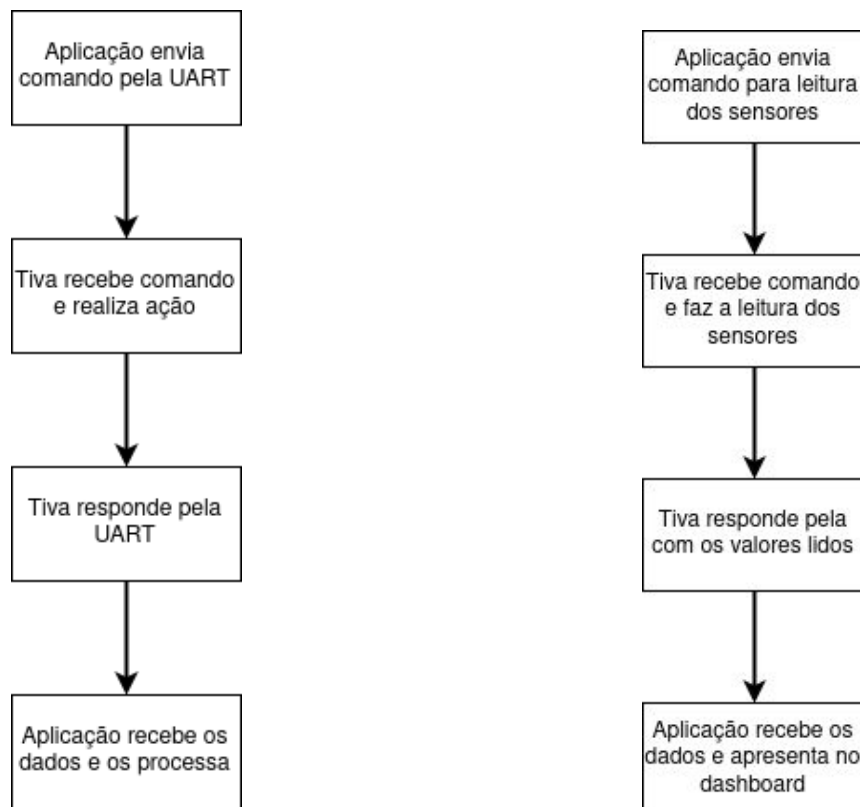 Aplicação envia
comando pela UART
Tiva recebe comando
e realiza ação
Tiva responde pela
UART
Aplicação recebe os
dados e os processa
Aplicação envia
comando para leitura
dos sensores
Tiva recebe comando
e faz a leitura dos
sensores
Tiva responde pela
com os valores lidos
Aplicação recebe os
dados e apresenta no
dashboard